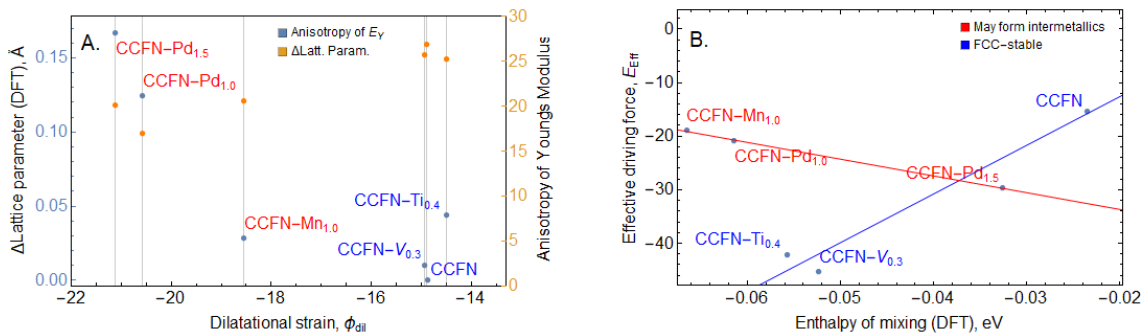 A.
Anisotropy of E_Y
ΔLatt. Param.
CCFN−Pd1.5
CCFN−Pd1.0
CCFN−Ti0.4
CCFN−Mn1.0
CCFN−V0.3
CCFN
0.15
0.10
0.05
0.00
ΔLattice parameter (DFT), Å
30
25
20
15
10
5
0
Anisotropy of Youngs Modulus
−22
−20
−18
−16
−14
Dilatational strain, ϕdil
B.
May form intermetallics
FCC−stable
CCFN
CCFN−Mn1.0
CCFN−Pd1.0
CCFN−Pd1.5
CCFN−Ti0.4
CCFN−V0.3
0
−10
−20
−30
−40
Effective driving force, EEff
−0.06
−0.05
−0.04
−0.03
−0.02
Enthalpy of mixing (DFT), eV